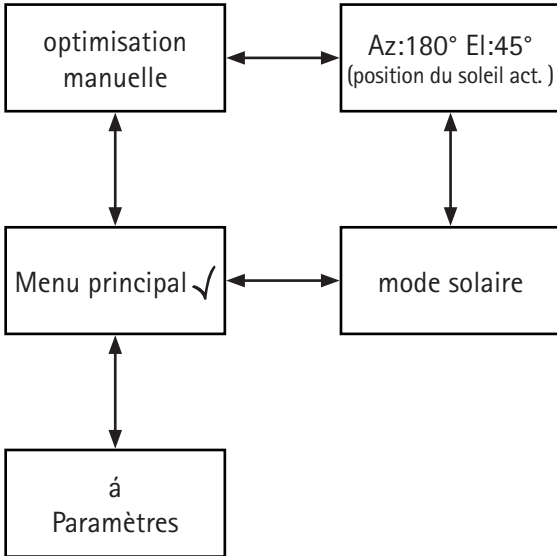 optimisation
manuelle
Az:180° El:45°
(position du soleil act. )
Menu principal √
mode solaire
á
Paramètres